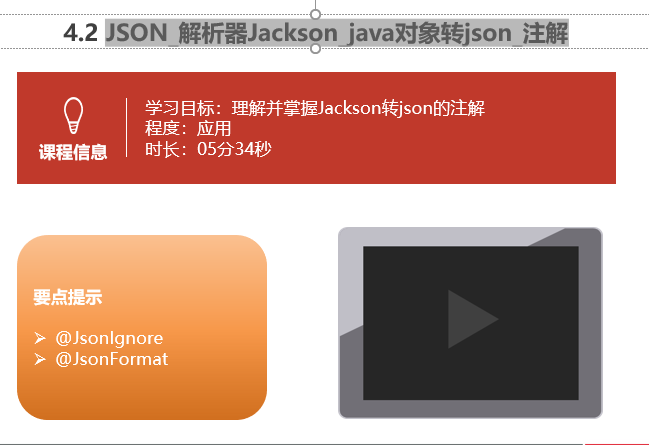 4.2 JSON_解析器Jackson_java对象转json_注解
学习目标：理解并掌握Jackson转json的注解
程度：应用
时长：05分34秒
课程信息
要点提示
@JsonIgnore
@JsonFormat